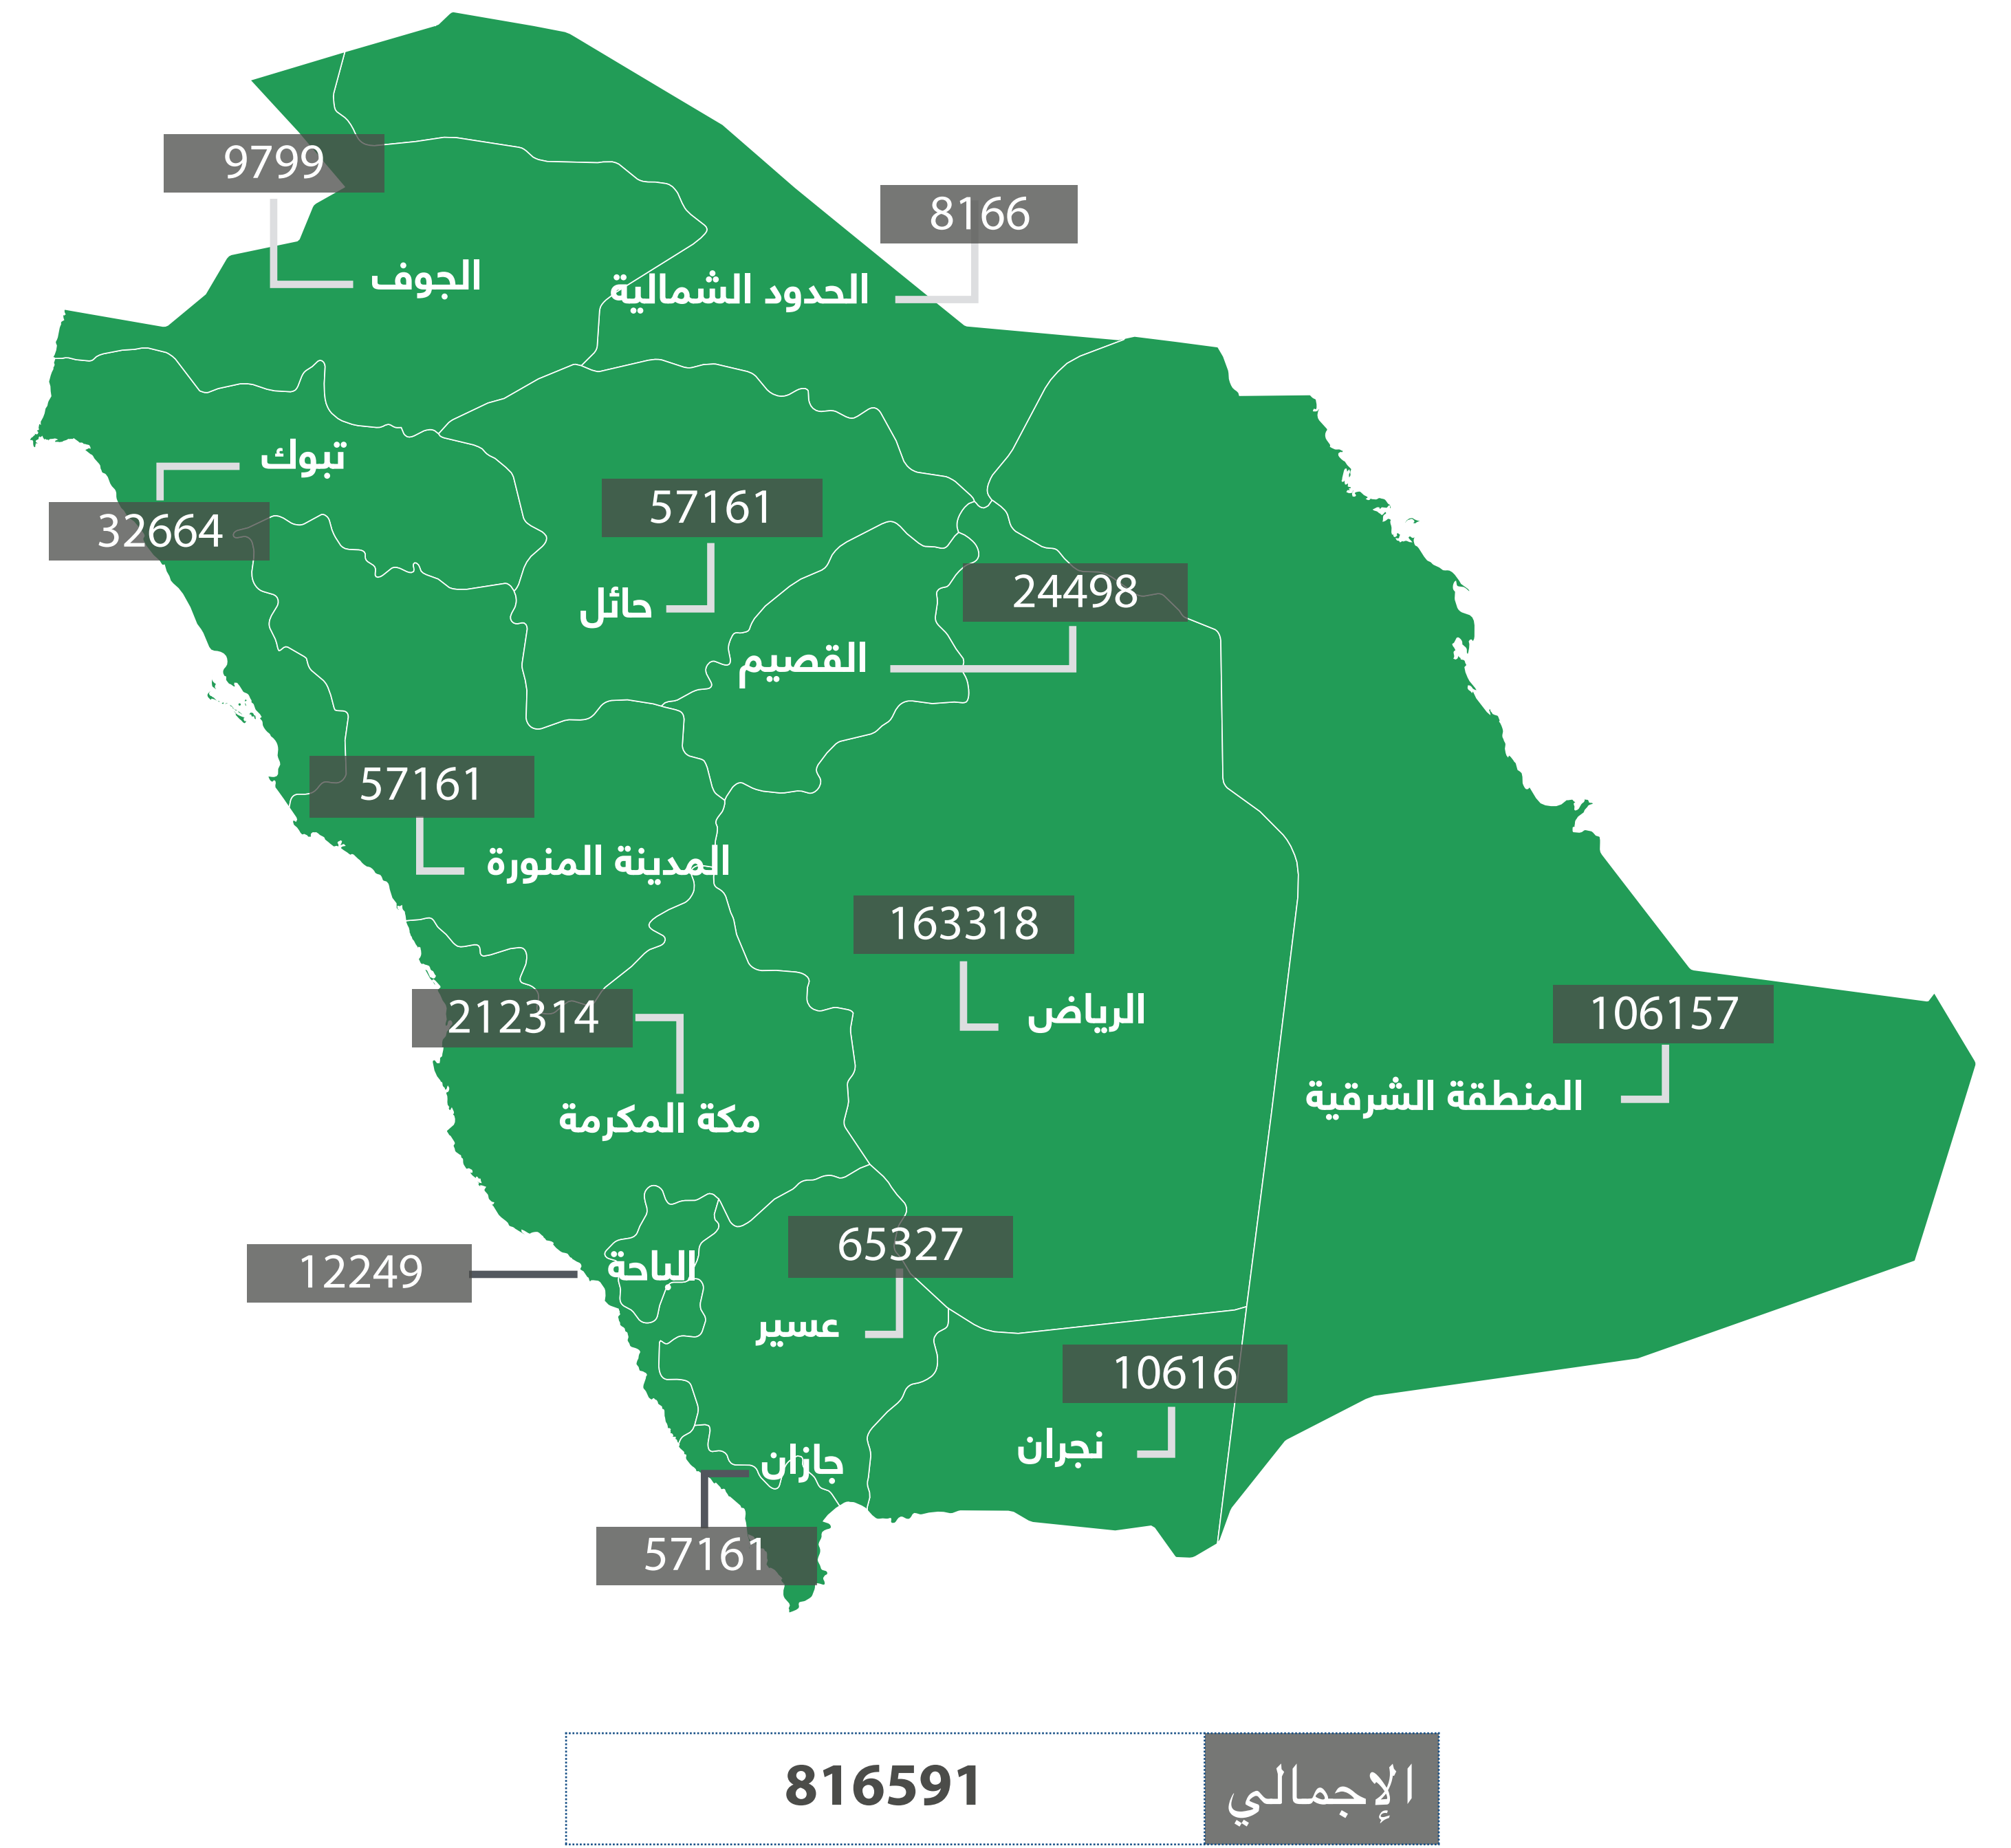 9799
الجوف
8166
الحدود الشمالية
تبوك
32664
57161
حائل
24498
القصيم
57161
المدينة المنورة
163318
الرياض
106157
المنطقة الشرقية
212314
مكة المكرمة
12249
الباحة
65327
عسير
10616
نجران
جازان
57161
الإجمالي 816591